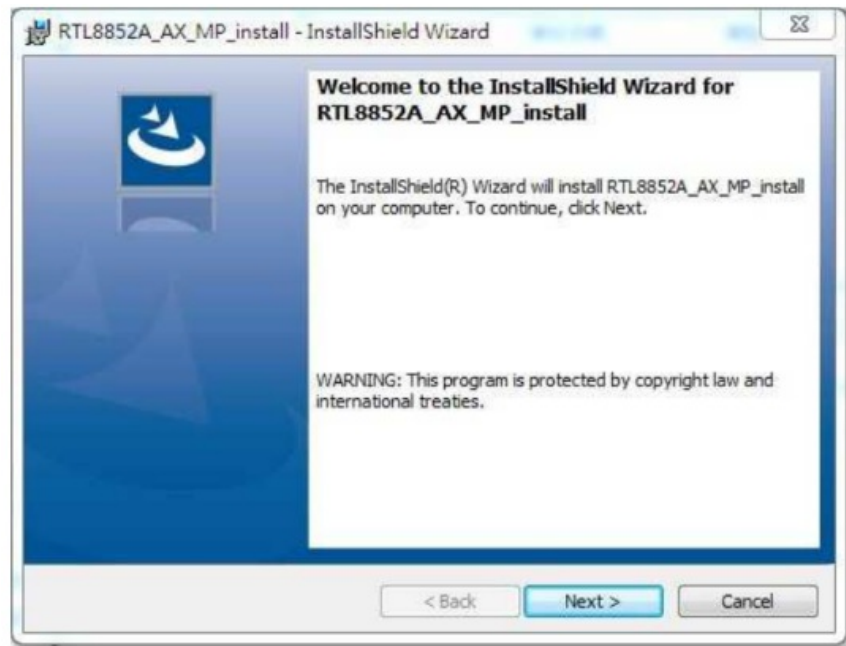 RTL8852A_AX_MP_install - InstallShield Wizard
Welcome to the InstallShield Wizard for
RTL8852A_AX_MP_install
The InstallShield(R) Wizard will install RTL8852A_AX_MP_install
on your computer. To continue, click Next.
WARNING: This program is protected by copyright law and
international treaties.
< Back
Next >
Cancel